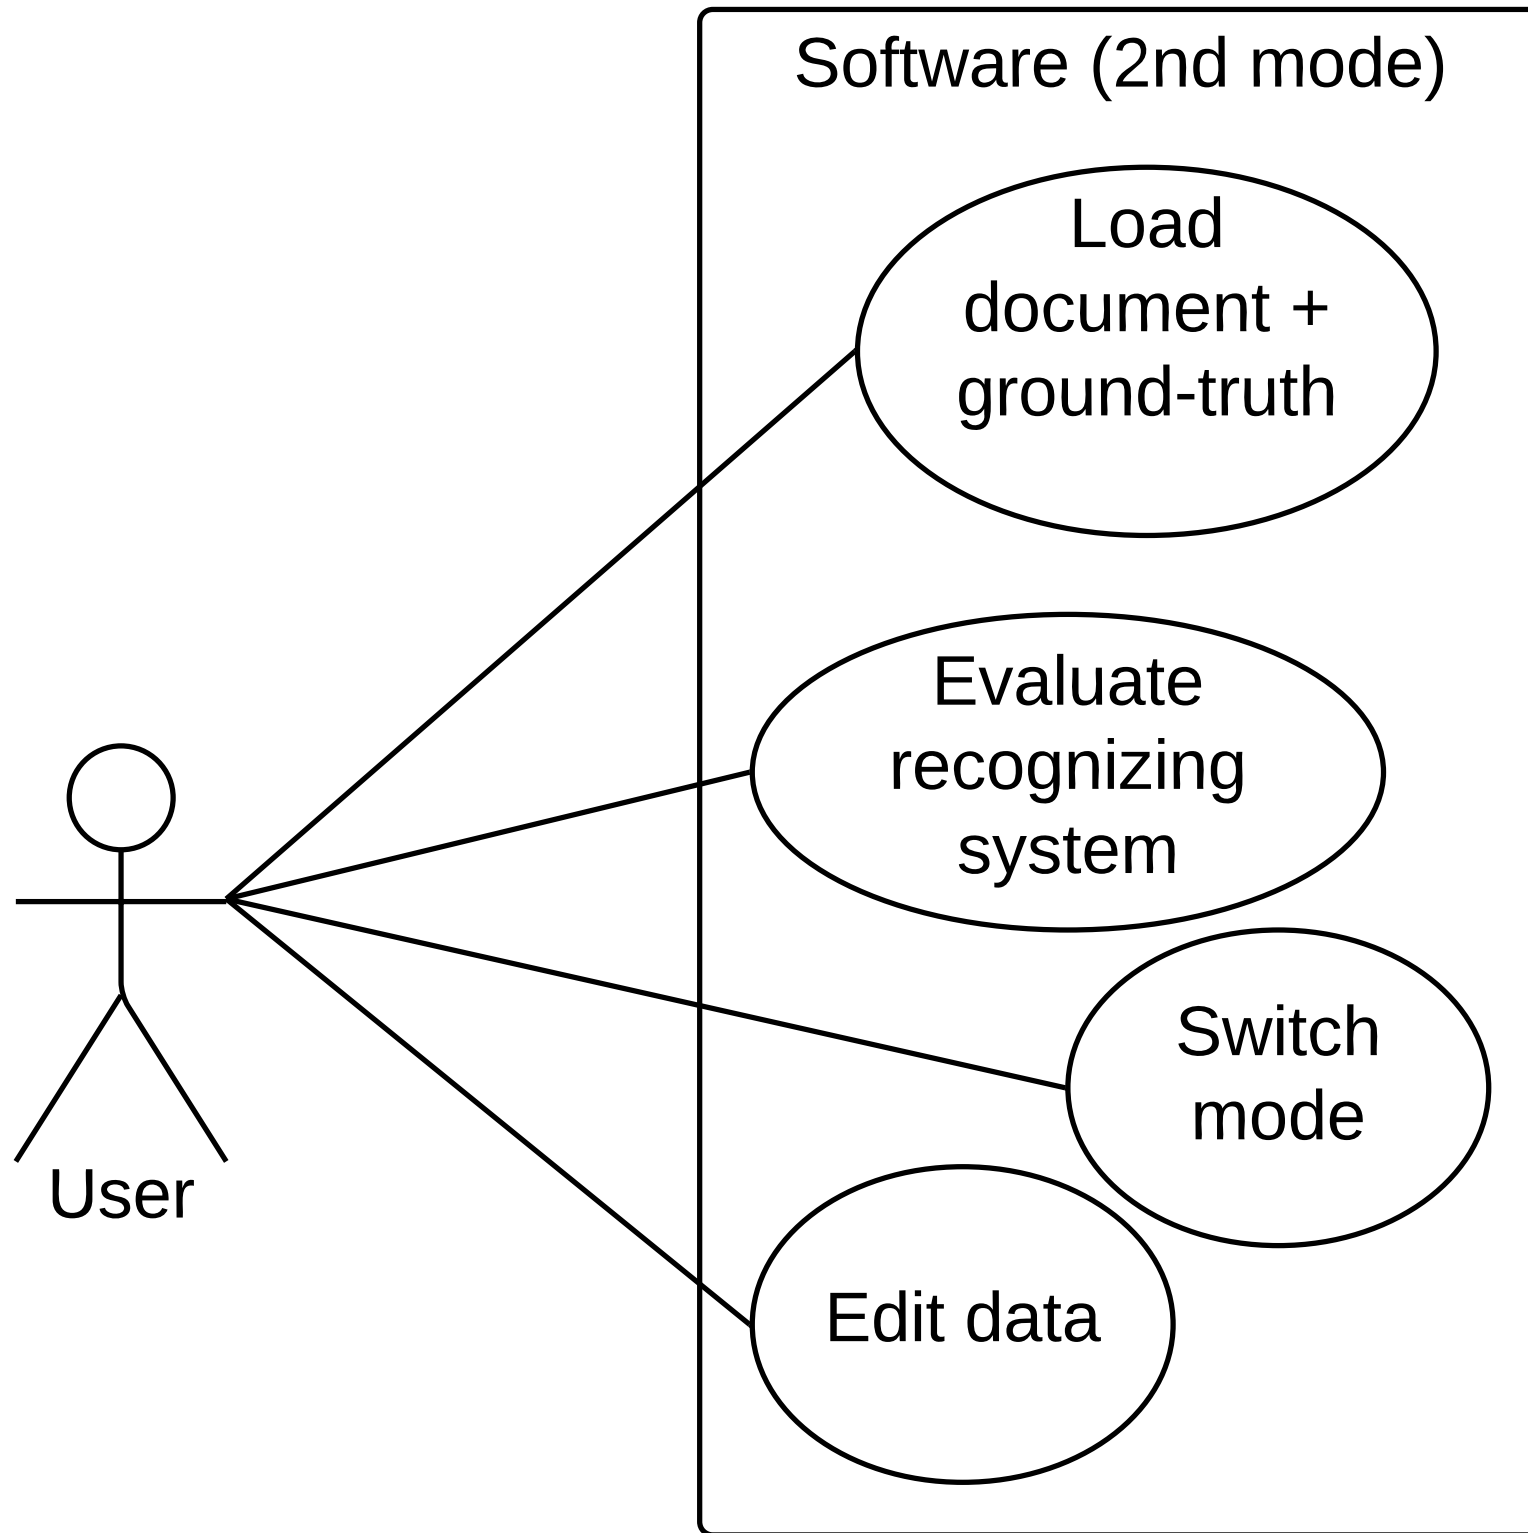 Software (2nd mode)
Load
document +
ground-truth
Evaluate
recognizing
system
Switch
mode
User
Edit data